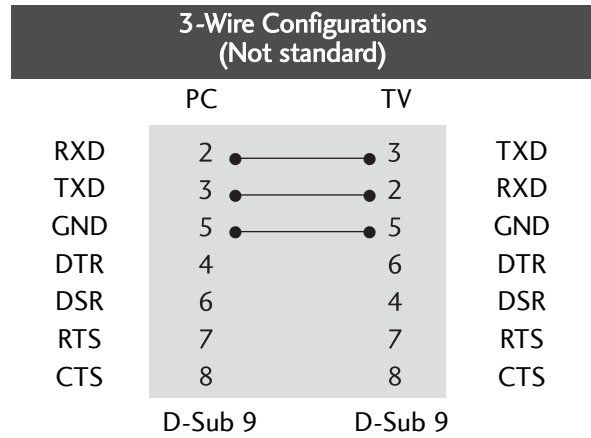 3-Wire Configurations
(Not standard)
PC TV
RXD 2 3 TXD
TXD 3 2 RXD
GND 5 5 GND
DTR 4 6 DTR
DSR 6 4 DSR
RTS 7 7 RTS
CTS 8 8 CTS
D-Sub 9 D-Sub 9